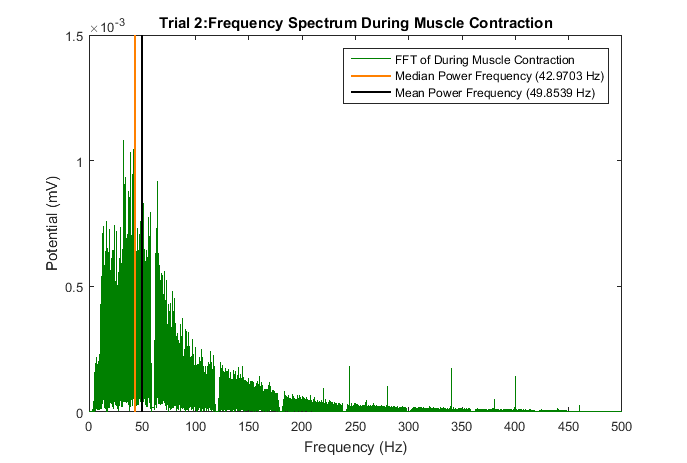 Trial 2:Frequency Spectrum During Muscle Contraction
×10^-3
FFT of During Muscle Contraction
Median Power Frequency (42.9703 Hz)
Mean Power Frequency (49.8539 Hz)
1.5
1
0.5
0
Potential (mV)
0 50 100 150 200 250 300 350 400 450 500
Frequency (Hz)